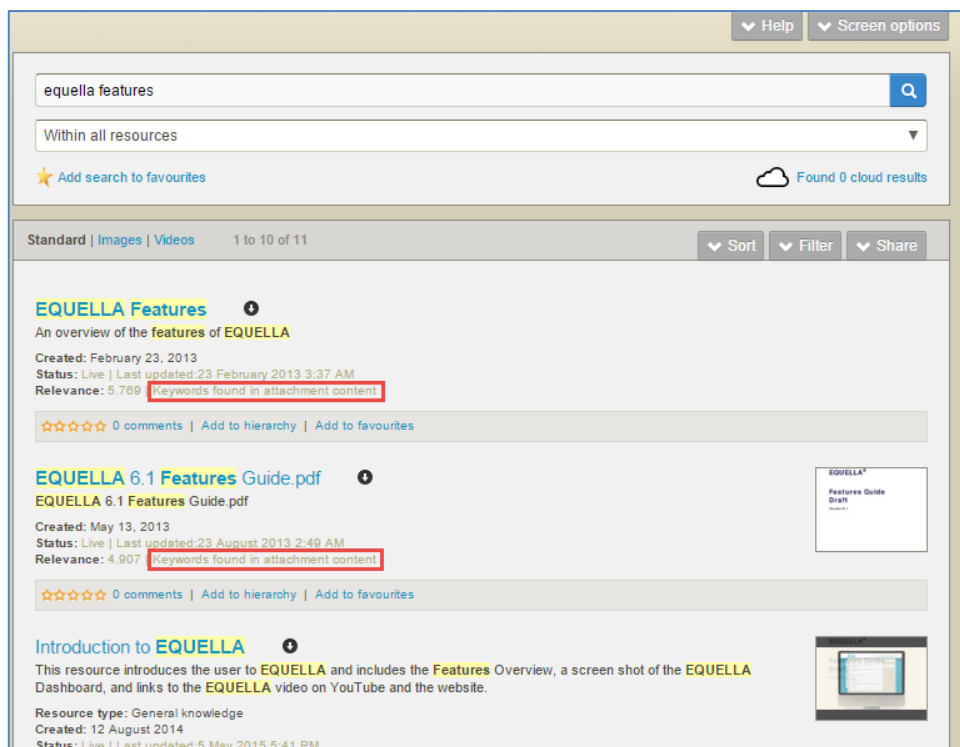 Help Screen options
equella features
Within all resources
Add search to favourites Found 0 cloud results
Standard | Images | Videos 1 to 10 of 11 Sort Filter Share
EQUELLA Features
An overview of the features of EQUELLA
Created: February 23, 2013
Status: Live | Last updated:23 February 2013 3:37 AM
Relevance: 5.769 | Keywords found in attachment content
0 comments | Add to hierarchy | Add to favourites
EQUELLA 6.1 Features Guide.pdf
EQUELLA 6.1 Features Guide.pdf
Created: May 13, 2013
Status: Live | Last updated:23 August 2013 2:49 AM
Relevance: 4.907 | Keywords found in attachment content
EQUELLA
Features Guide
Draft
0 comments | Add to hierarchy | Add to favourites
Introduction to EQUELLA
This resource introduces the user to EQUELLA and includes the Features Overview, a screen shot of the EQUELLA
Dashboard, and links to the EQUELLA video on YouTube and the website.
Resource type: General knowledge
Created: 12 August 2014
Status: Live | Last updated:5 May 2015 5:41 PM